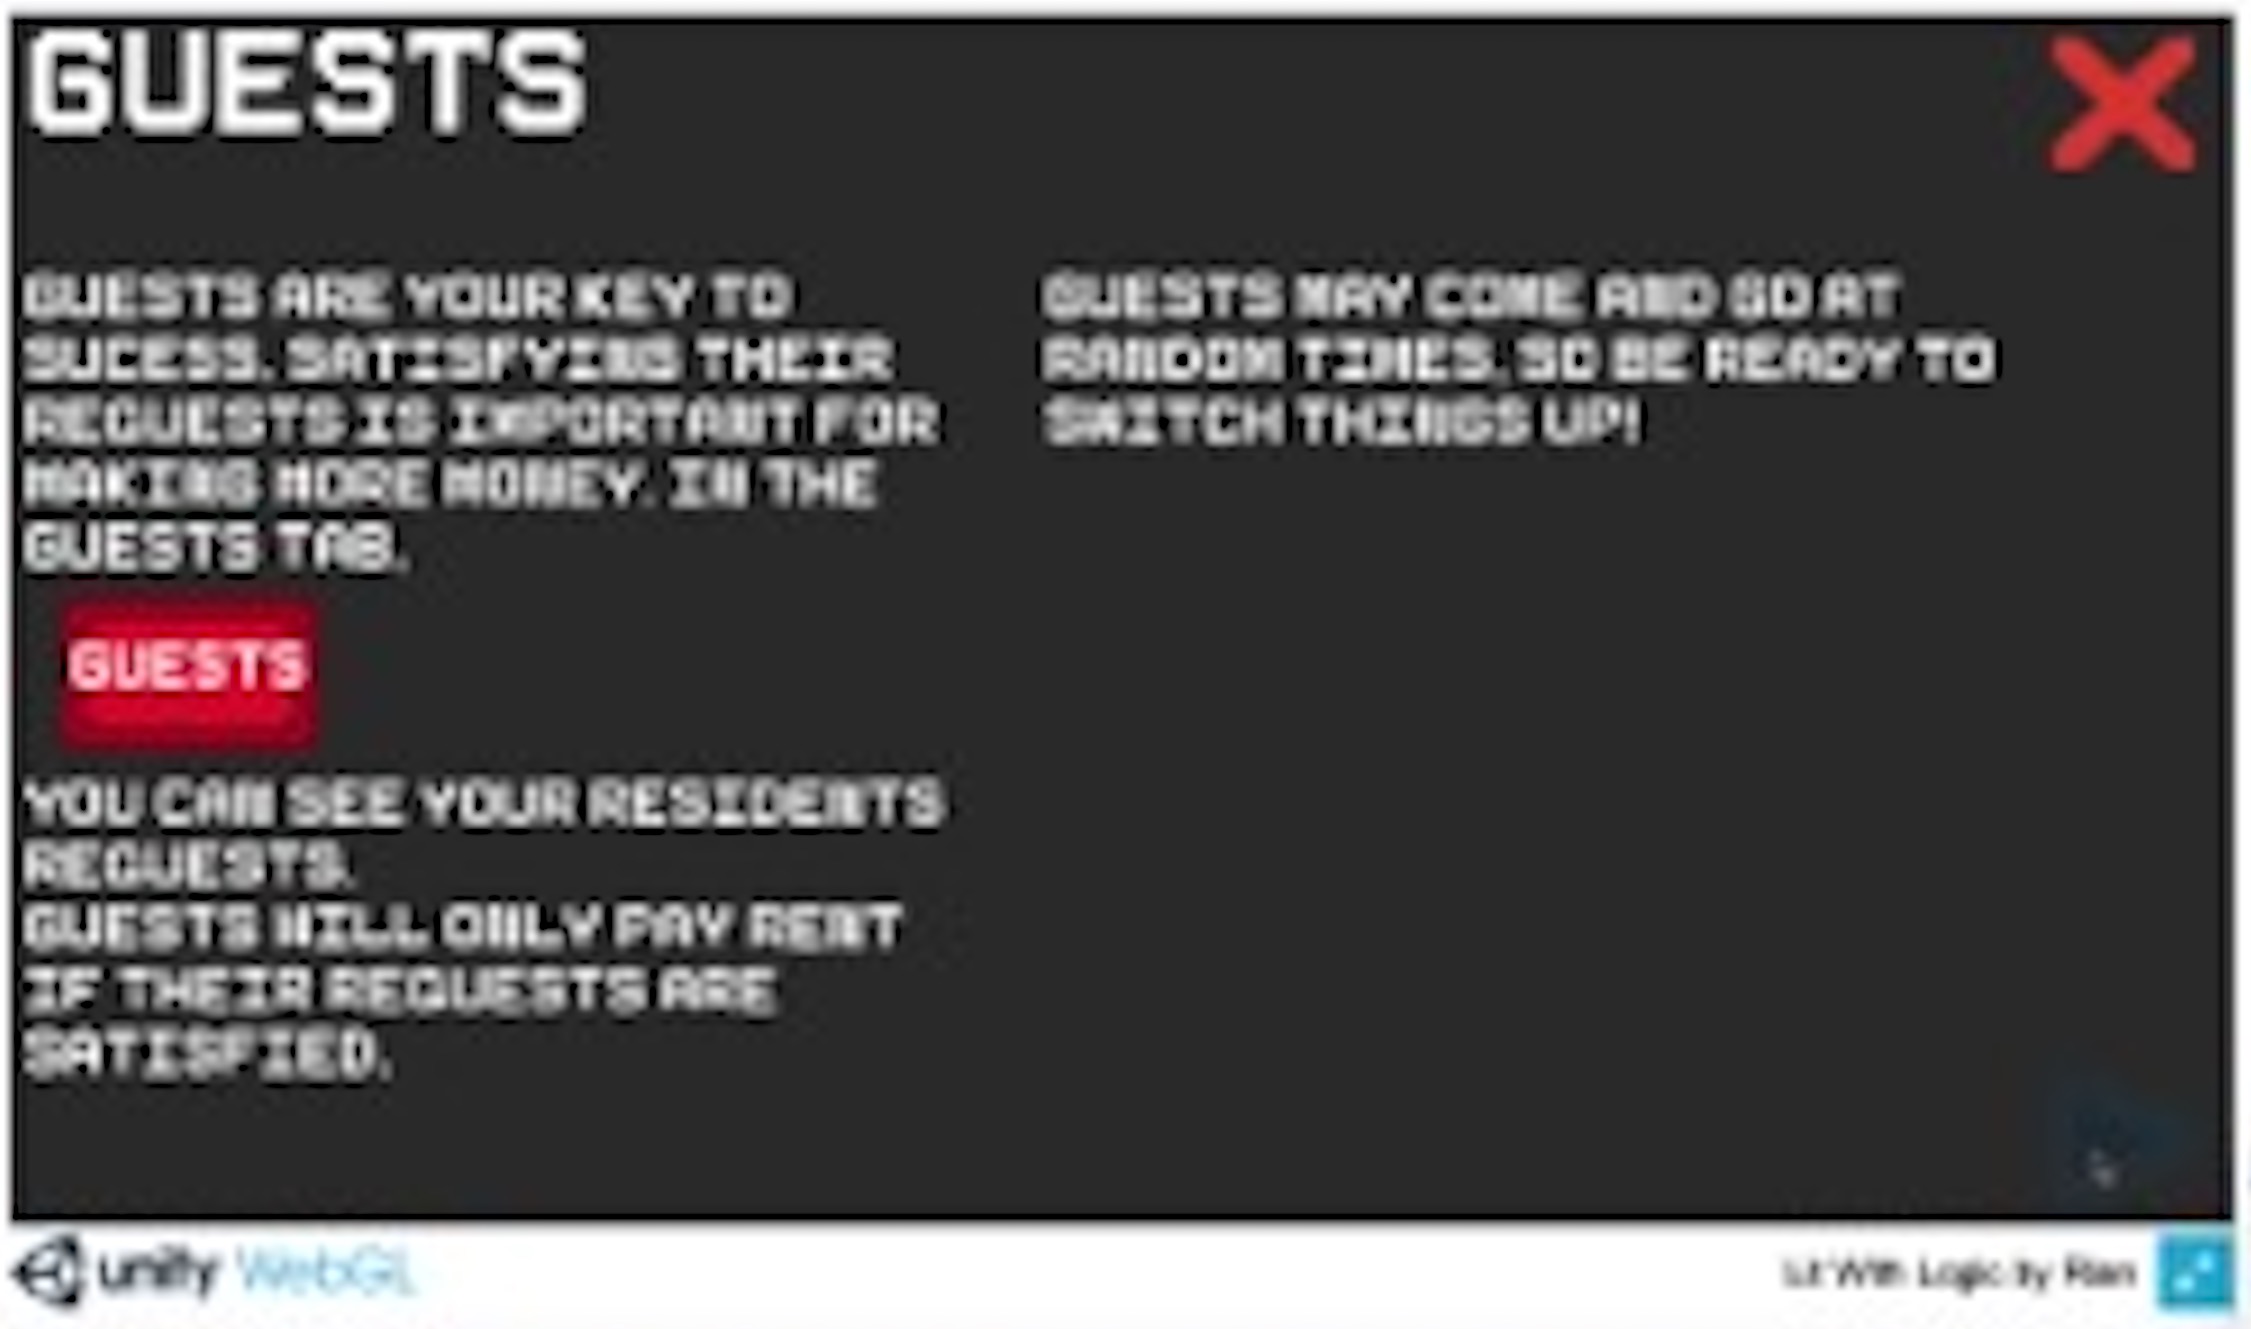 GUESTS
GUESTS ARE YOUR KEY TO
SUCESS. SATISFYING THEIR
REQUESTS IS IMPORTANT FOR
MAKING MORE MONEY. IN THE
GUESTS TAB.
GUESTS
YOU CAN SEE YOUR RESIDENTS
REQUESTS.
GUESTS WILL ONLY PAY RENT
IF THEIR REQUESTS ARE
SATISFIED.
GUESTS MAY COME AND GO AT
RANDOM TIMES, SO BE READY TO
SWITCH THINGS UP!
unity WebGL
Lit With Logic by Rian